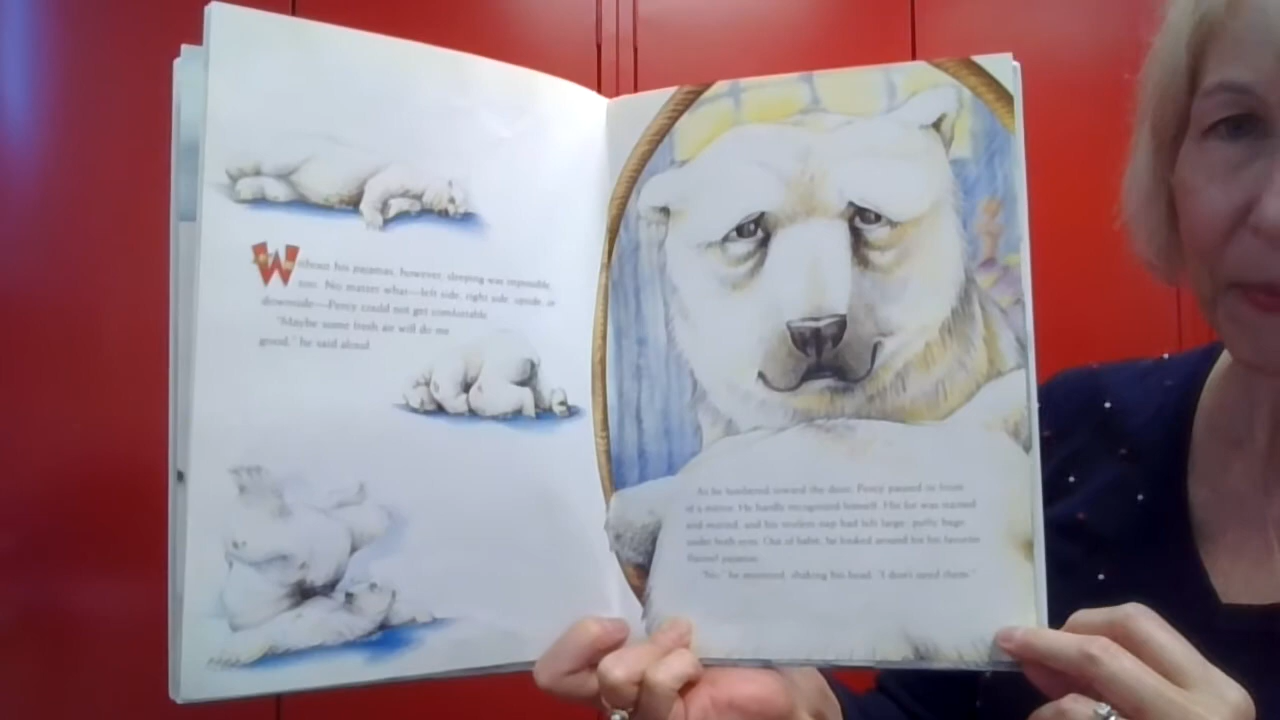 Without his pajamas, however, sleeping was impossible,
too. No matter what—left side, right side, upside, or
downside—Percy could not get comfortable.
"Maybe some fresh air will do me
good," he said aloud.
As he lumbered toward the door, Percy paused in front
of a mirror. He hardly recognized himself. His fur was matted
and mussed, and his restless nap had left large, puffy bags
under both eyes. Out of habit, he looked around for his favorite
flannel pajamas.
"No," he moaned, shaking his head. "I don't need them."